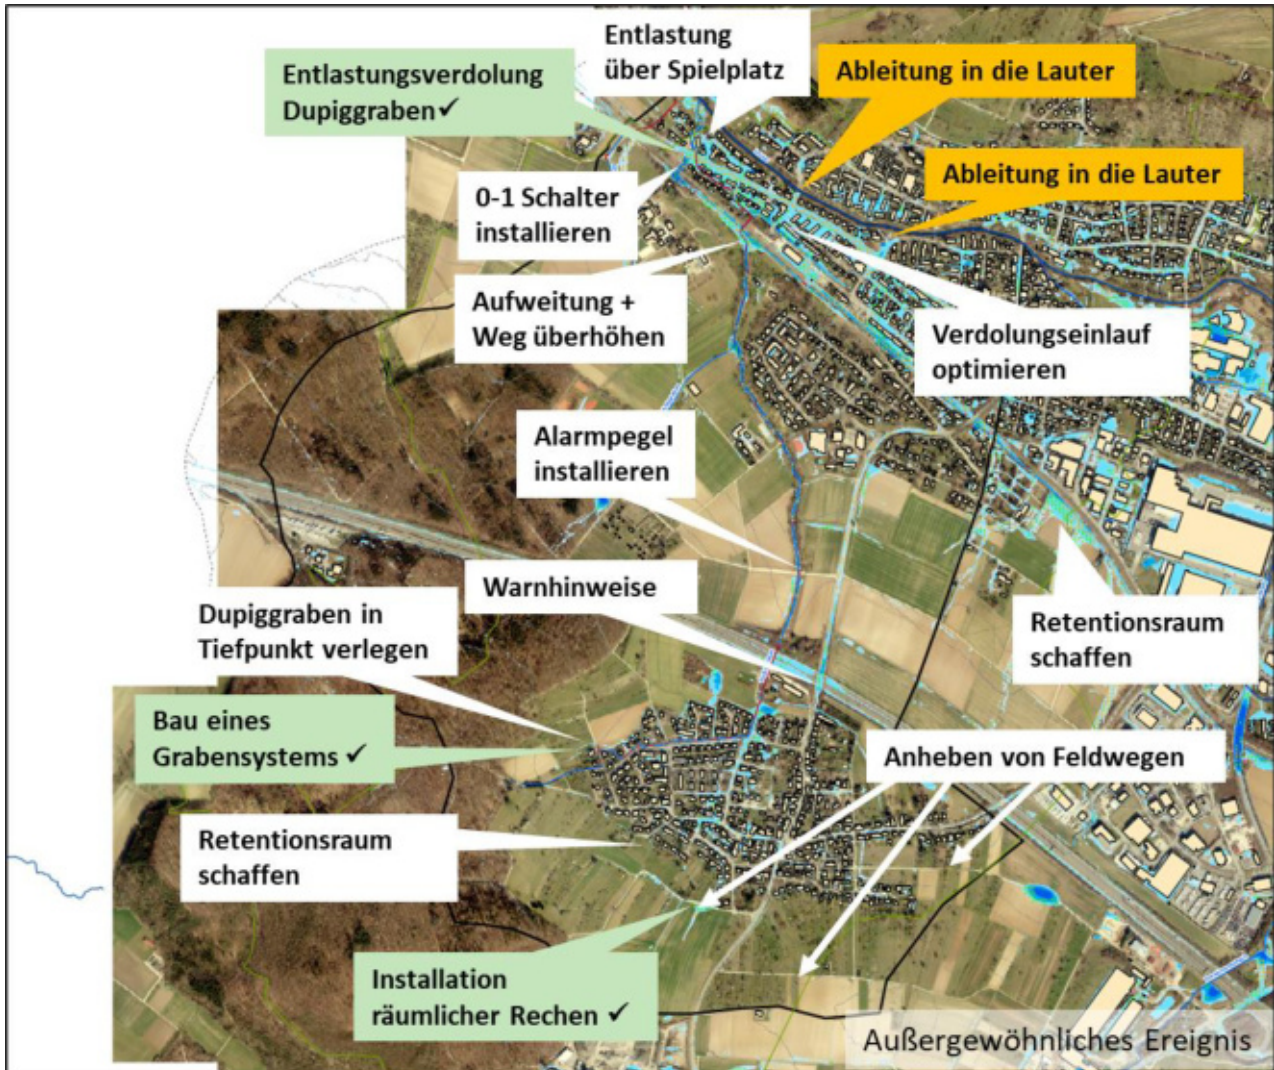 Entlastung
über Spielplatz
Entlastungsverdolung
Dupiggraben ✓
Ableitung in die Lauter
Ableitung in die Lauter
0-1 Schalter
installieren
Aufweitung +
Weg überhöhen
Verdolungseinlauf
optimieren
Alarmpegel
installieren
Warnhinweise
Dupiggraben in
Tiefpunkt verlegen
Retentionsraum
schaffen
Bau eines
Grabensystems ✓
Anheben von Feldwegen
Retentionsraum
schaffen
Installation
räumlicher Rechen ✓
Außergewöhnliches Ereignis